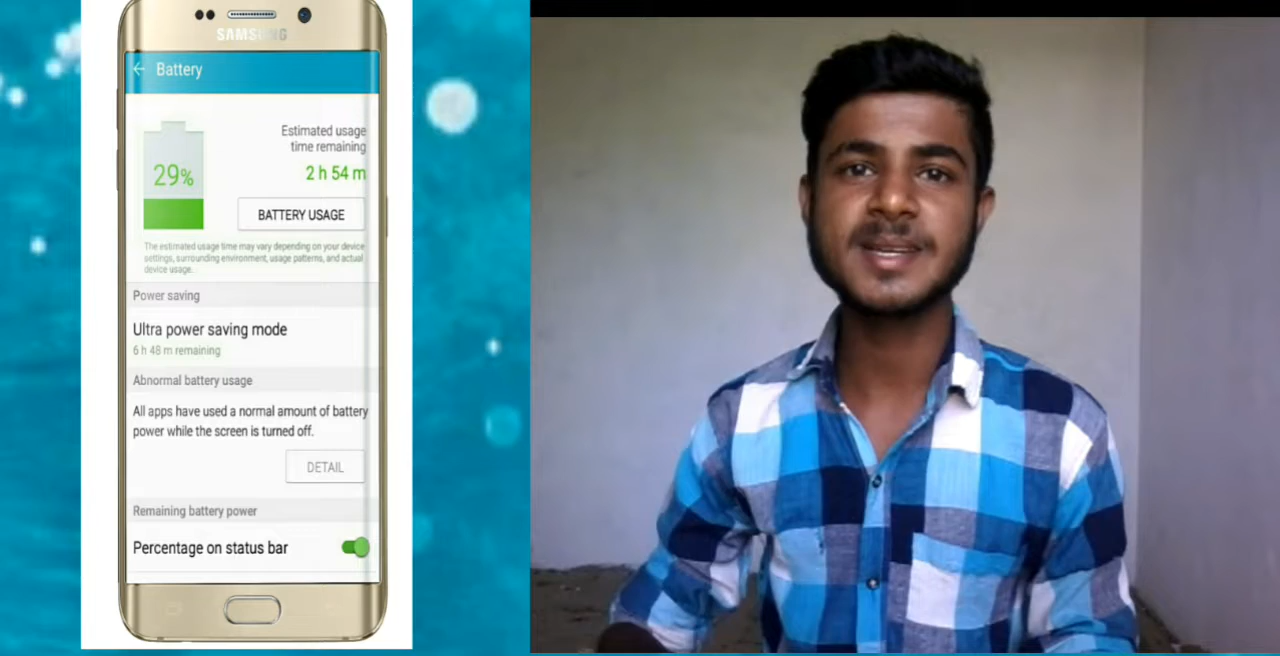 SAMSUNG
Battery
29%
Estimated usage
time remaining
2 h 54 m
BATTERY USAGE
The estimated usage time may vary depending on your device
settings, surrounding environment, usage patterns, and actual
device usage.
Power saving
Ultra power saving mode
6 h 48 m remaining
Abnormal battery usage
All apps have used a normal amount of battery
power while the screen is turned off.
DETAIL
Remaining battery power
Percentage on status bar